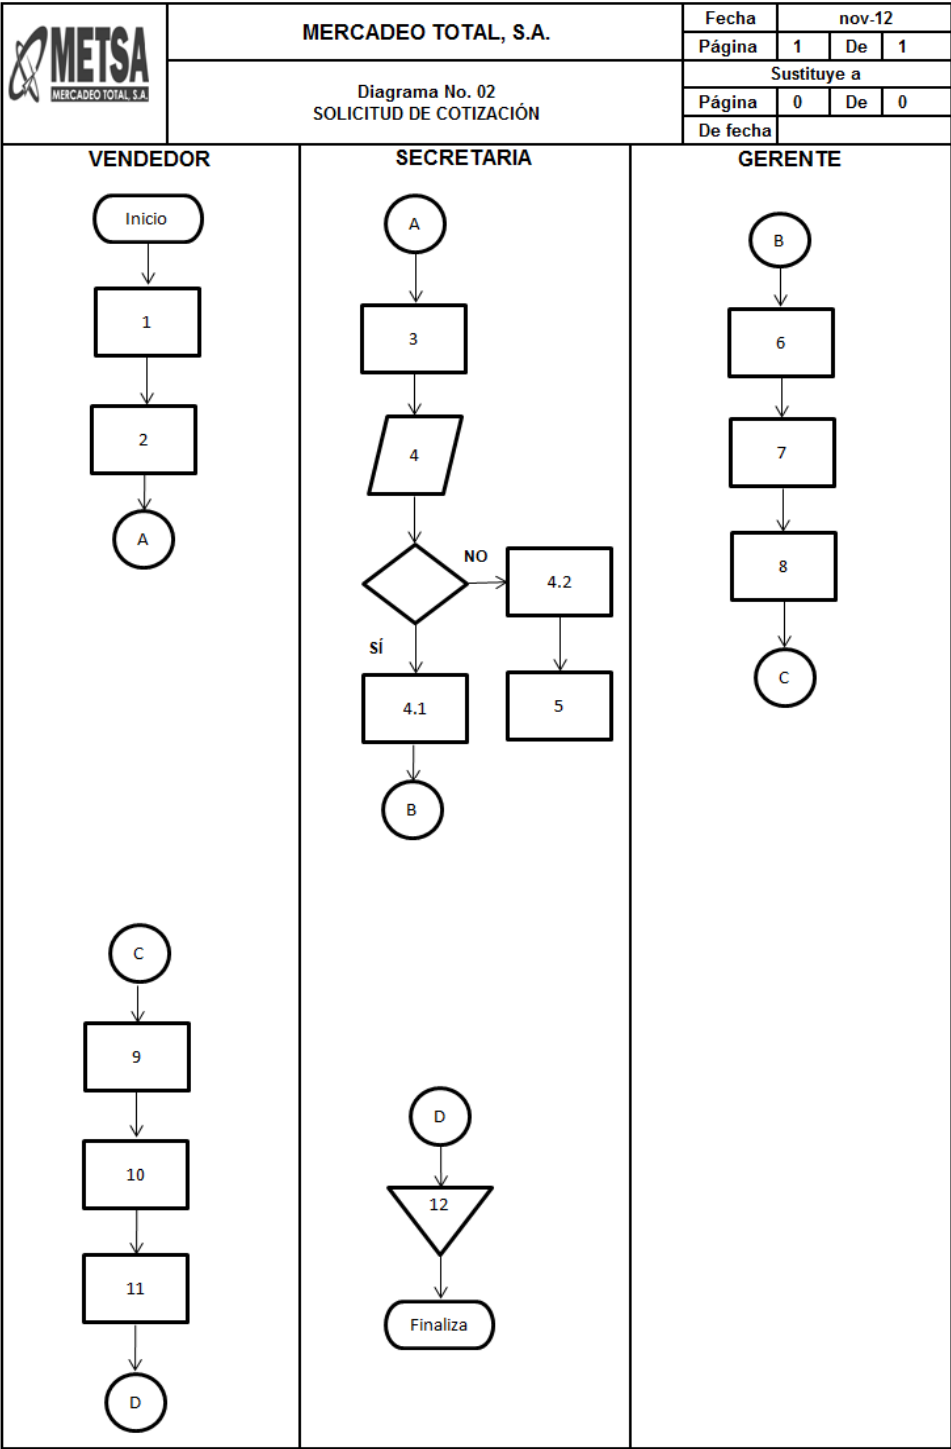 METSA
MERCADEO TOTAL, S.A.
MERCADEO TOTAL, S.A.
Diagrama No. 02
SOLICITUD DE COTIZACIÓN
Fecha nov-12
Página 1 De 1
Sustituye a
Página 0 De 0
De fecha
VENDEDOR
Inicio
1
2
A
C
9
10
11
D
SECRETARIA
A
3
4
NO
4.2
SÍ
4.1
5
B
D
12
Finaliza
GERENTE
B
6
7
8
C